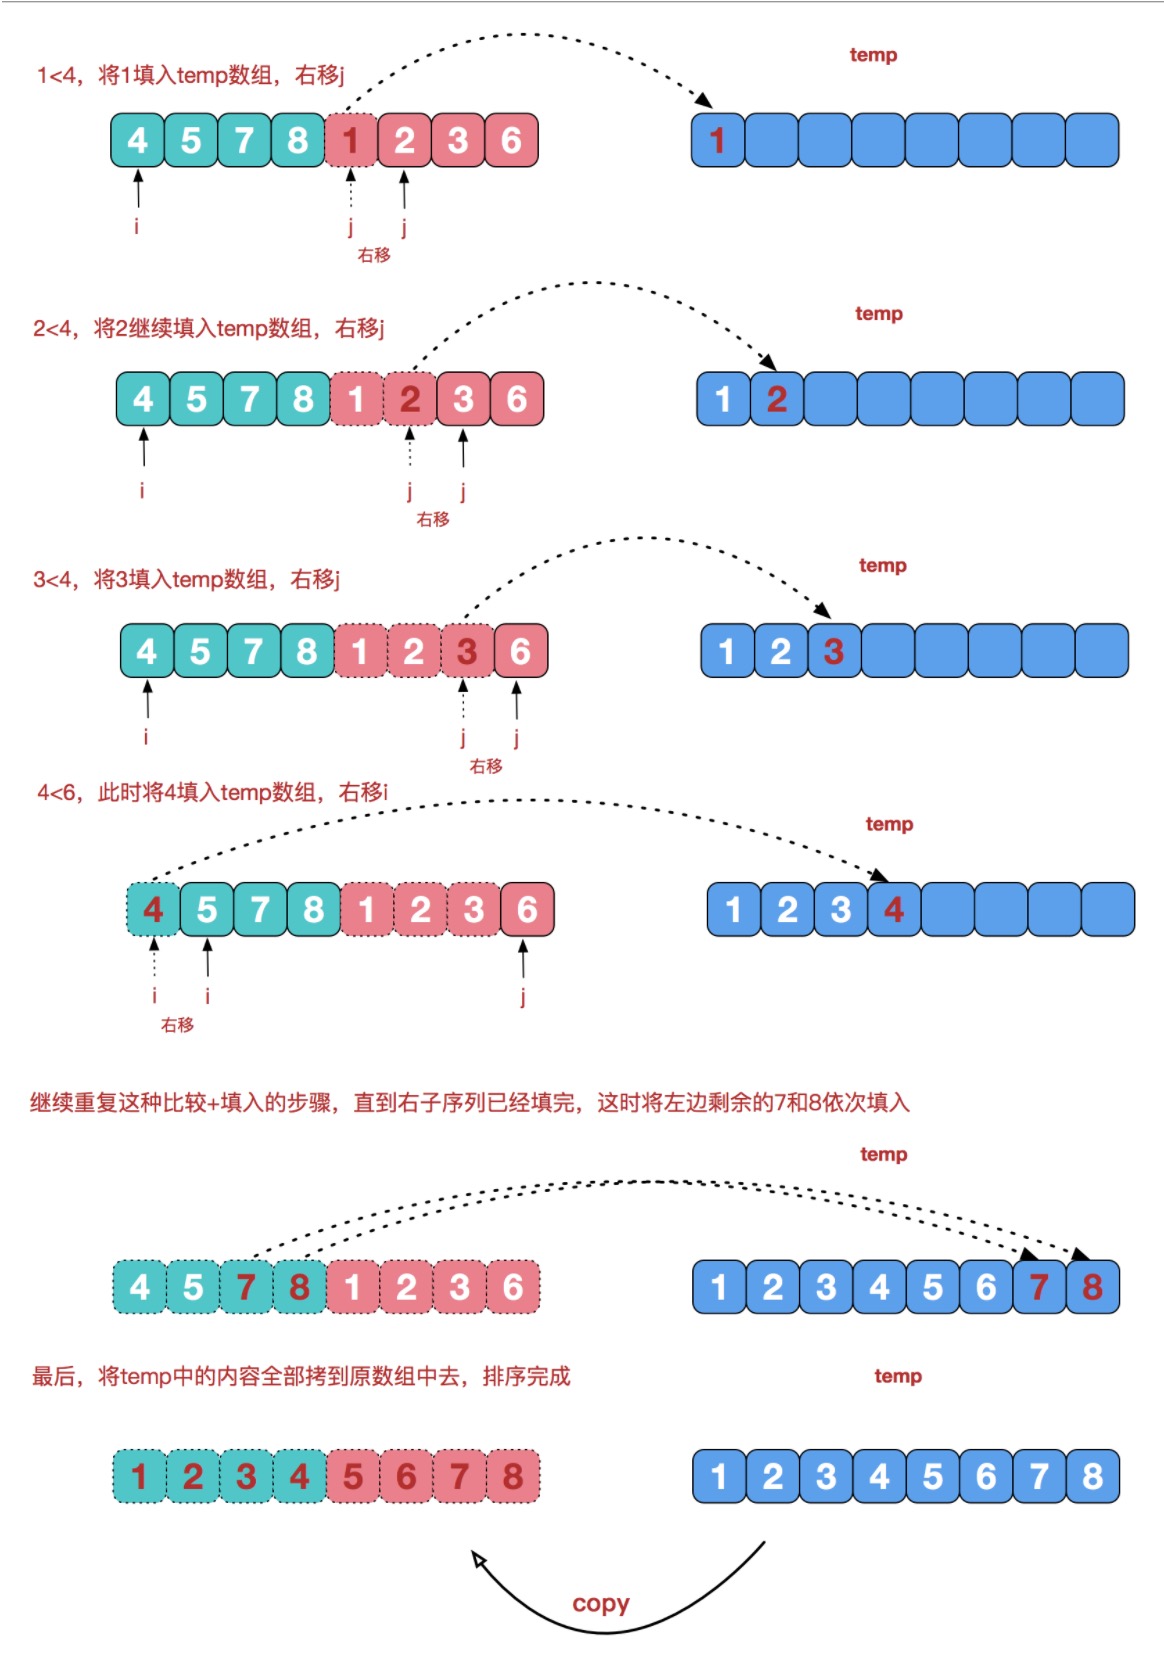 1<4，将1填入temp数组，右移j
temp
4 5 7 8 1 2 3 6
1
i j j
右移
2<4，将2继续填入temp数组，右移j
temp
4 5 7 8 1 2 3 6
1 2
i j j
右移
3<4，将3填入temp数组，右移j
temp
4 5 7 8 1 2 3 6
1 2 3
i j j
右移
4<6，此时将4填入temp数组，右移i
temp
4 5 7 8 1 2 3 6
1 2 3 4
i i j
右移
继续重复这种比较+填入的步骤，直到右子序列已经填完，这时将左边剩余的7和8依次填入
temp
4 5 7 8 1 2 3 6
1 2 3 4 5 6 7 8
最后，将temp中的内容全部拷到原数组中去，排序完成
temp
1 2 3 4 5 6 7 8
1 2 3 4 5 6 7 8
copy